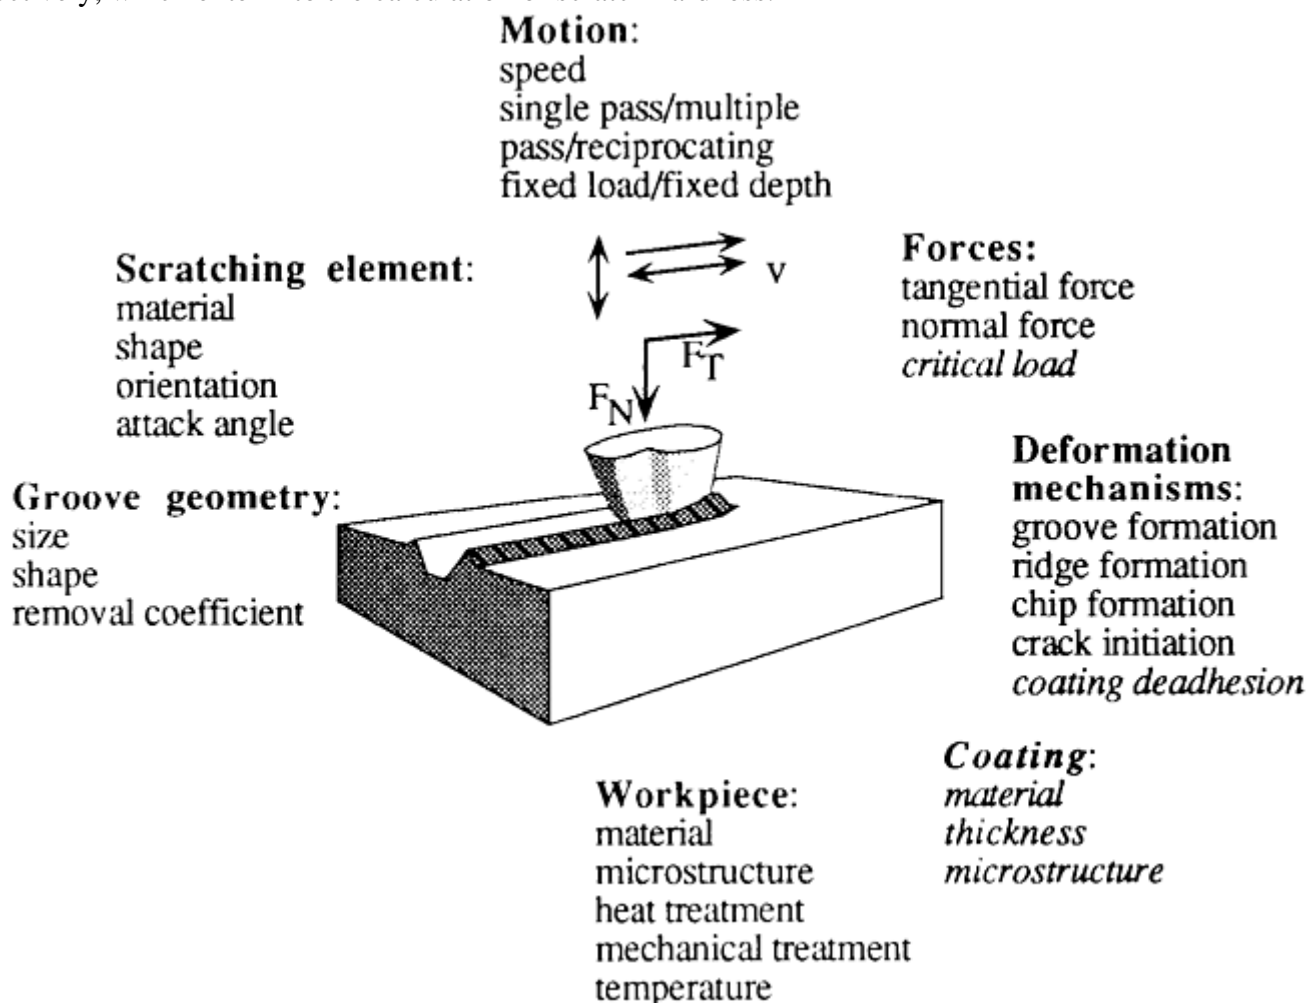 Motion:
speed
single pass/multiple
pass/reciprocating
fixed load/fixed depth
Scratching element:
material
shape
orientation
attack angle
v
Forces:
tangential force
normal force
critical load
F_T
F_N
Groove geometry:
size
shape
removal coefficient
Deformation
mechanisms:
groove formation
ridge formation
chip formation
crack initiation
coating deadhesion
Workpiece:
material
microstructure
heat treatment
mechanical treatment
temperature
Coating:
material
thickness
microstructure